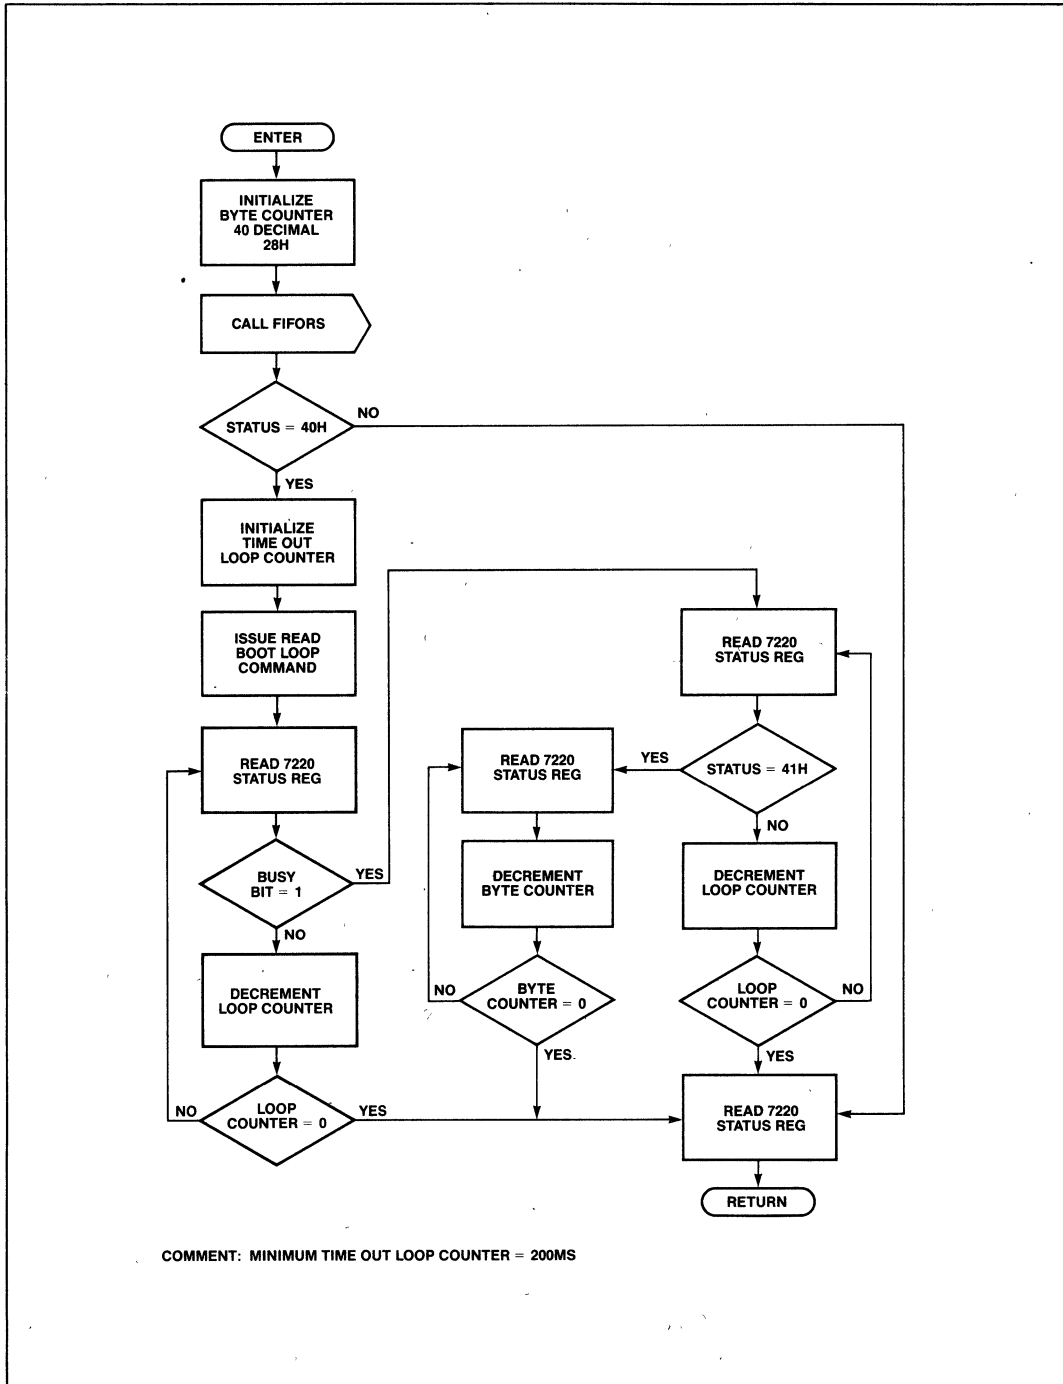 ENTER
INITIALIZE
BYTE COUNTER
40 DECIMAL
28H
CALL FIFORS
STATUS = 40H
NO
YES
INITIALIZE
TIME OUT
LOOP COUNTER
ISSUE READ
BOOT LOOP
COMMAND
READ 7220
STATUS REG
BUSY
BIT = 1
YES
NO
DECREMENT
LOOP COUNTER
LOOP
COUNTER = 0
NO
YES
READ 7220
STATUS REG
STATUS = 41H
YES
NO
READ 7220
STATUS REG
DECREMENT
BYTE COUNTER
BYTE
COUNTER = 0
NO
YES
DECREMENT
LOOP COUNTER
LOOP
COUNTER = 0
NO
YES
READ 7220
STATUS REG
RETURN
COMMENT: MINIMUM TIME OUT LOOP COUNTER = 200MS